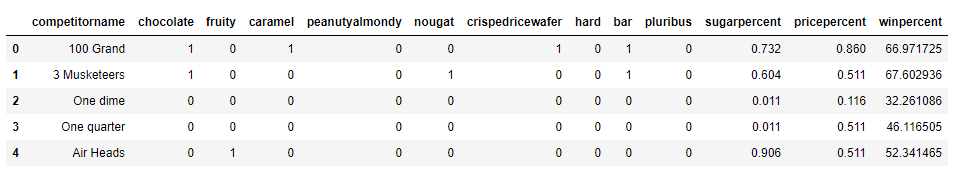 competitorname chocolate fruity caramel peanutyalmondy nougat crispedricewafer hard bar pluribus sugarpercent pricepercent winpercent
0 100 Grand 1 0 1 0 0 1 0 1 0 0.732 0.860 66.971725
1 3 Musketeers 1 0 0 0 1 0 0 1 0 0.604 0.511 67.602936
2 One dime 0 0 0 0 0 0 0 0 0 0.011 0.116 32.261086
3 One quarter 0 0 0 0 0 0 0 0 0 0.011 0.511 46.116505
4 Air Heads 0 1 0 0 0 0 0 0 0 0.906 0.511 52.341465